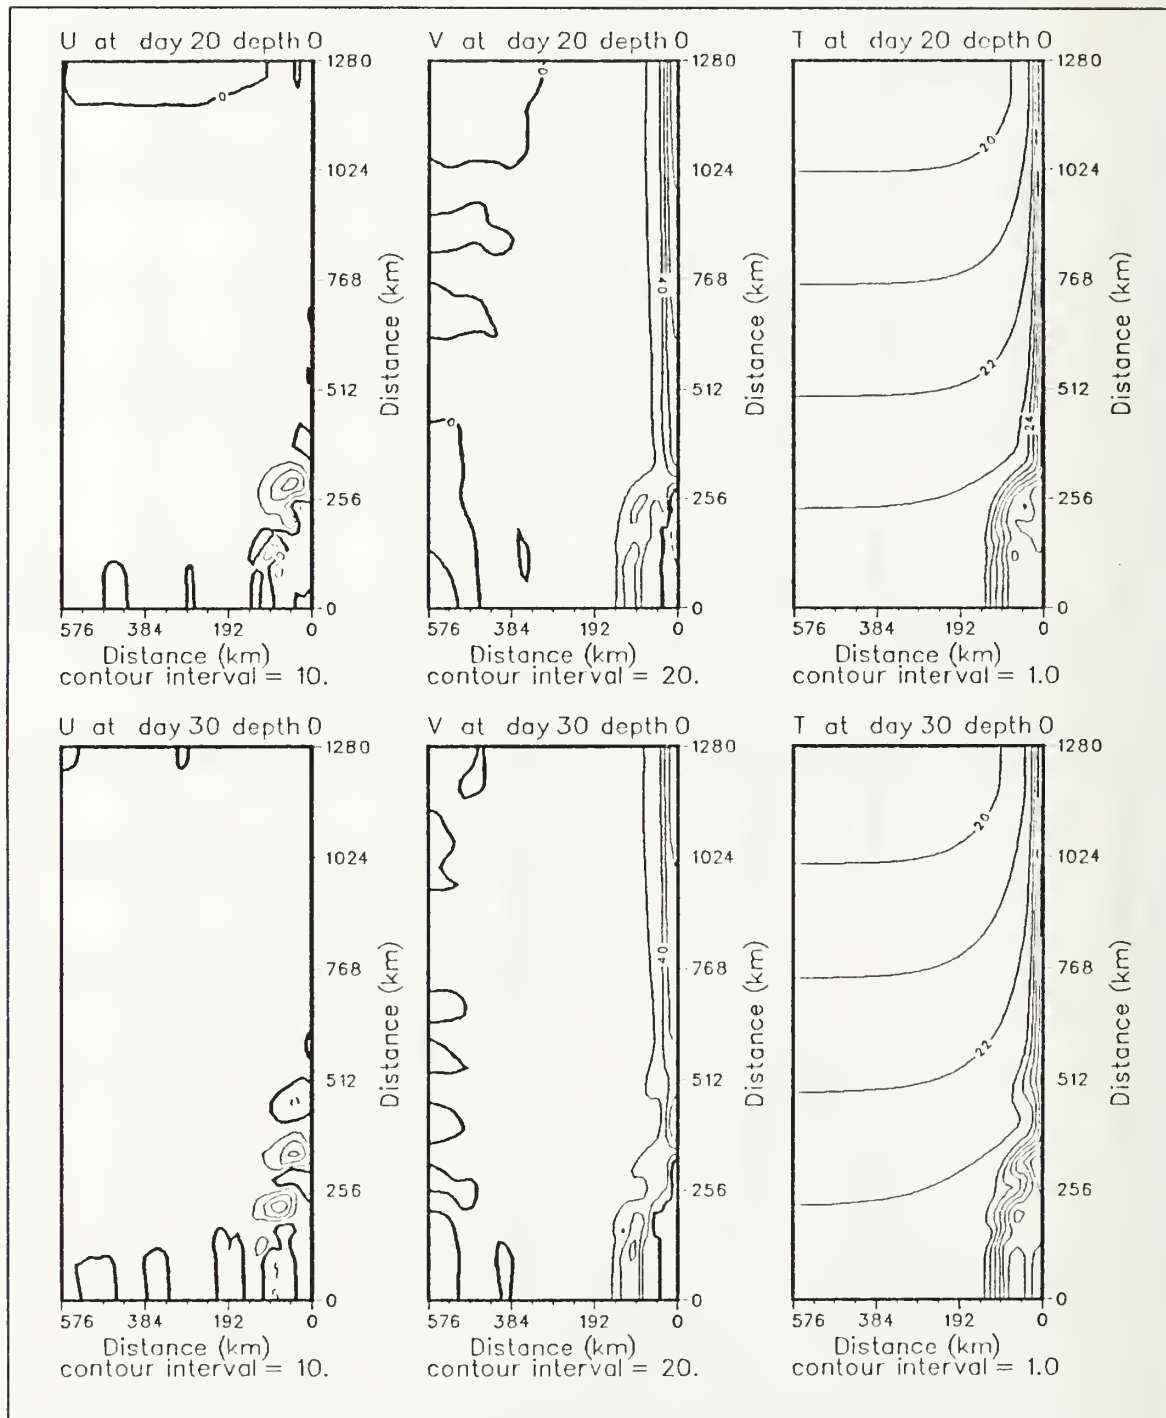 U at day 20 depth 0
0
1280
1024
768
512
256
0
Distance (km)
576 384 192 0
Distance (km)
contour interval = 10.
V at day 20 depth 0
0
40
0
1280
1024
768
512
256
0
Distance (km)
576 384 192 0
Distance (km)
contour interval = 20.
T at day 20 depth 0
20
22
24
1280
1024
768
512
256
0
Distance (km)
576 384 192 0
Distance (km)
contour interval = 1.0
U at day 30 depth 0
1280
1024
768
512
256
0
Distance (km)
576 384 192 0
Distance (km)
contour interval = 10.
V at day 30 depth 0
40
1280
1024
768
512
256
0
Distance (km)
576 384 192 0
Distance (km)
contour interval = 20.
T at day 30 depth 0
20
22
1280
1024
768
512
256
0
Distance (km)
576 384 192 0
Distance (km)
contour interval = 1.0